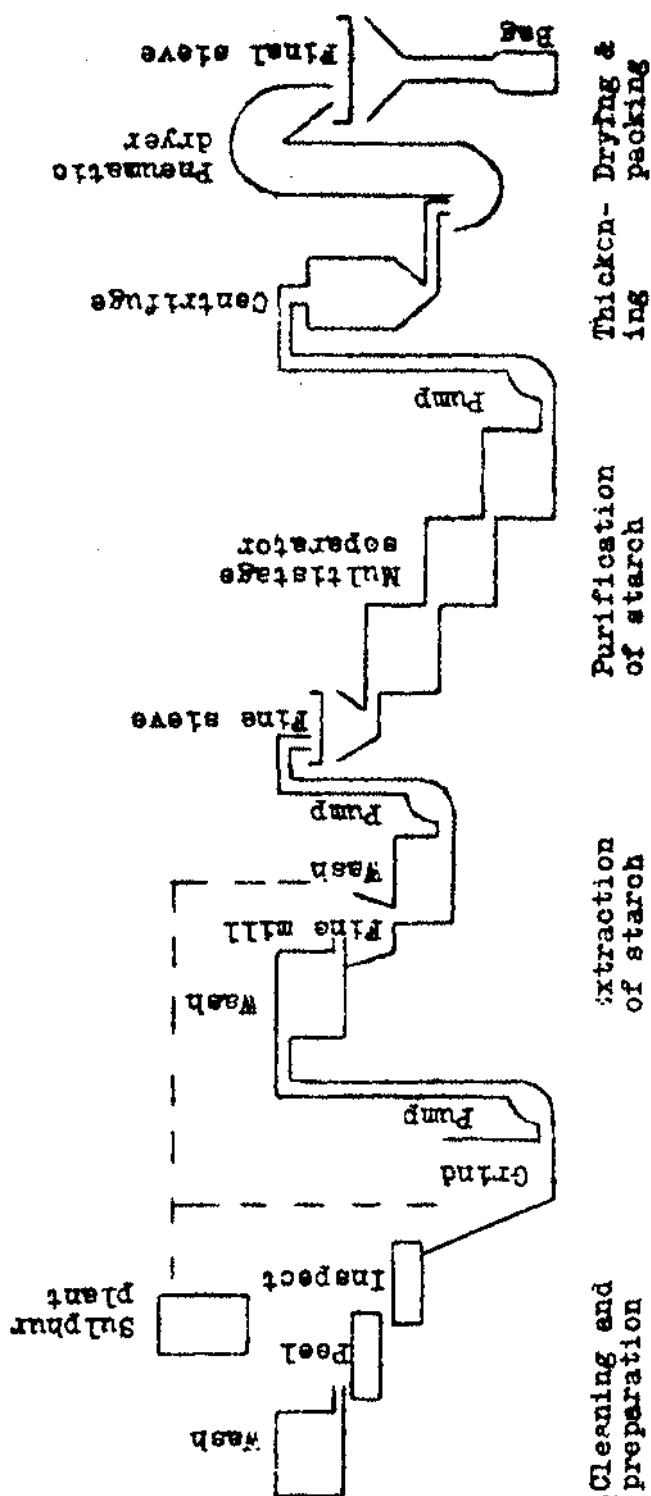 Wash
Peel
Inspect
Sulphur
plant
Grind
Pump
Wash
Fine mill
Wash
Pump
Fine sieve
Multistage
separator
Pump
Centrifuge
Pneumatic
dryer
Final sieve
Bag
Cleaning and
preparation
xtraction
of starch
Purification
of starch
Thicken-
ing
Drying &
packing